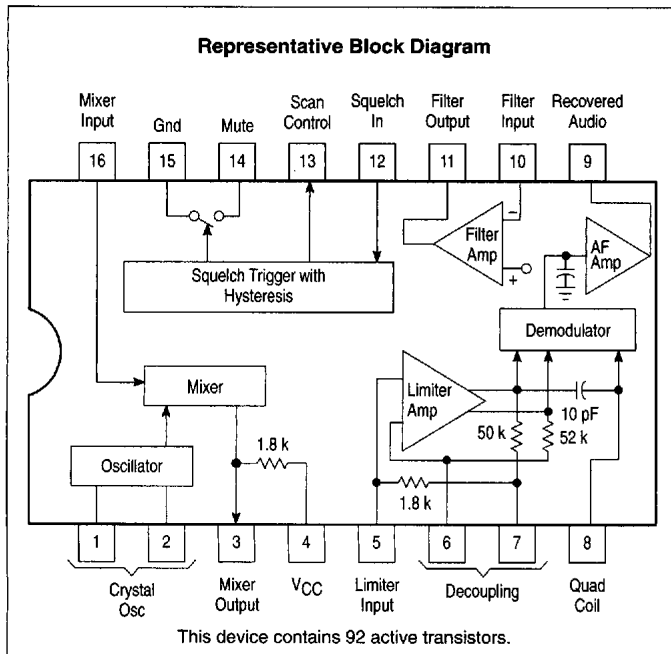 Representative Block Diagram
Mixer Input
Gnd
Mute
Scan Control
Squelch In
Filter Output
Filter Input
Recovered Audio
16
15
14
13
12
11
10
9
Squelch Trigger with Hysteresis
Filter Amp
−
+
AF Amp
Demodulator
Mixer
Limiter Amp
10 pF
50 k
52 k
1.8 k
Oscillator
1.8 k
1
2
3
4
5
6
7
8
Crystal Osc
Mixer Output
VCC
Limiter Input
Decoupling
Quad Coil
This device contains 92 active transistors.